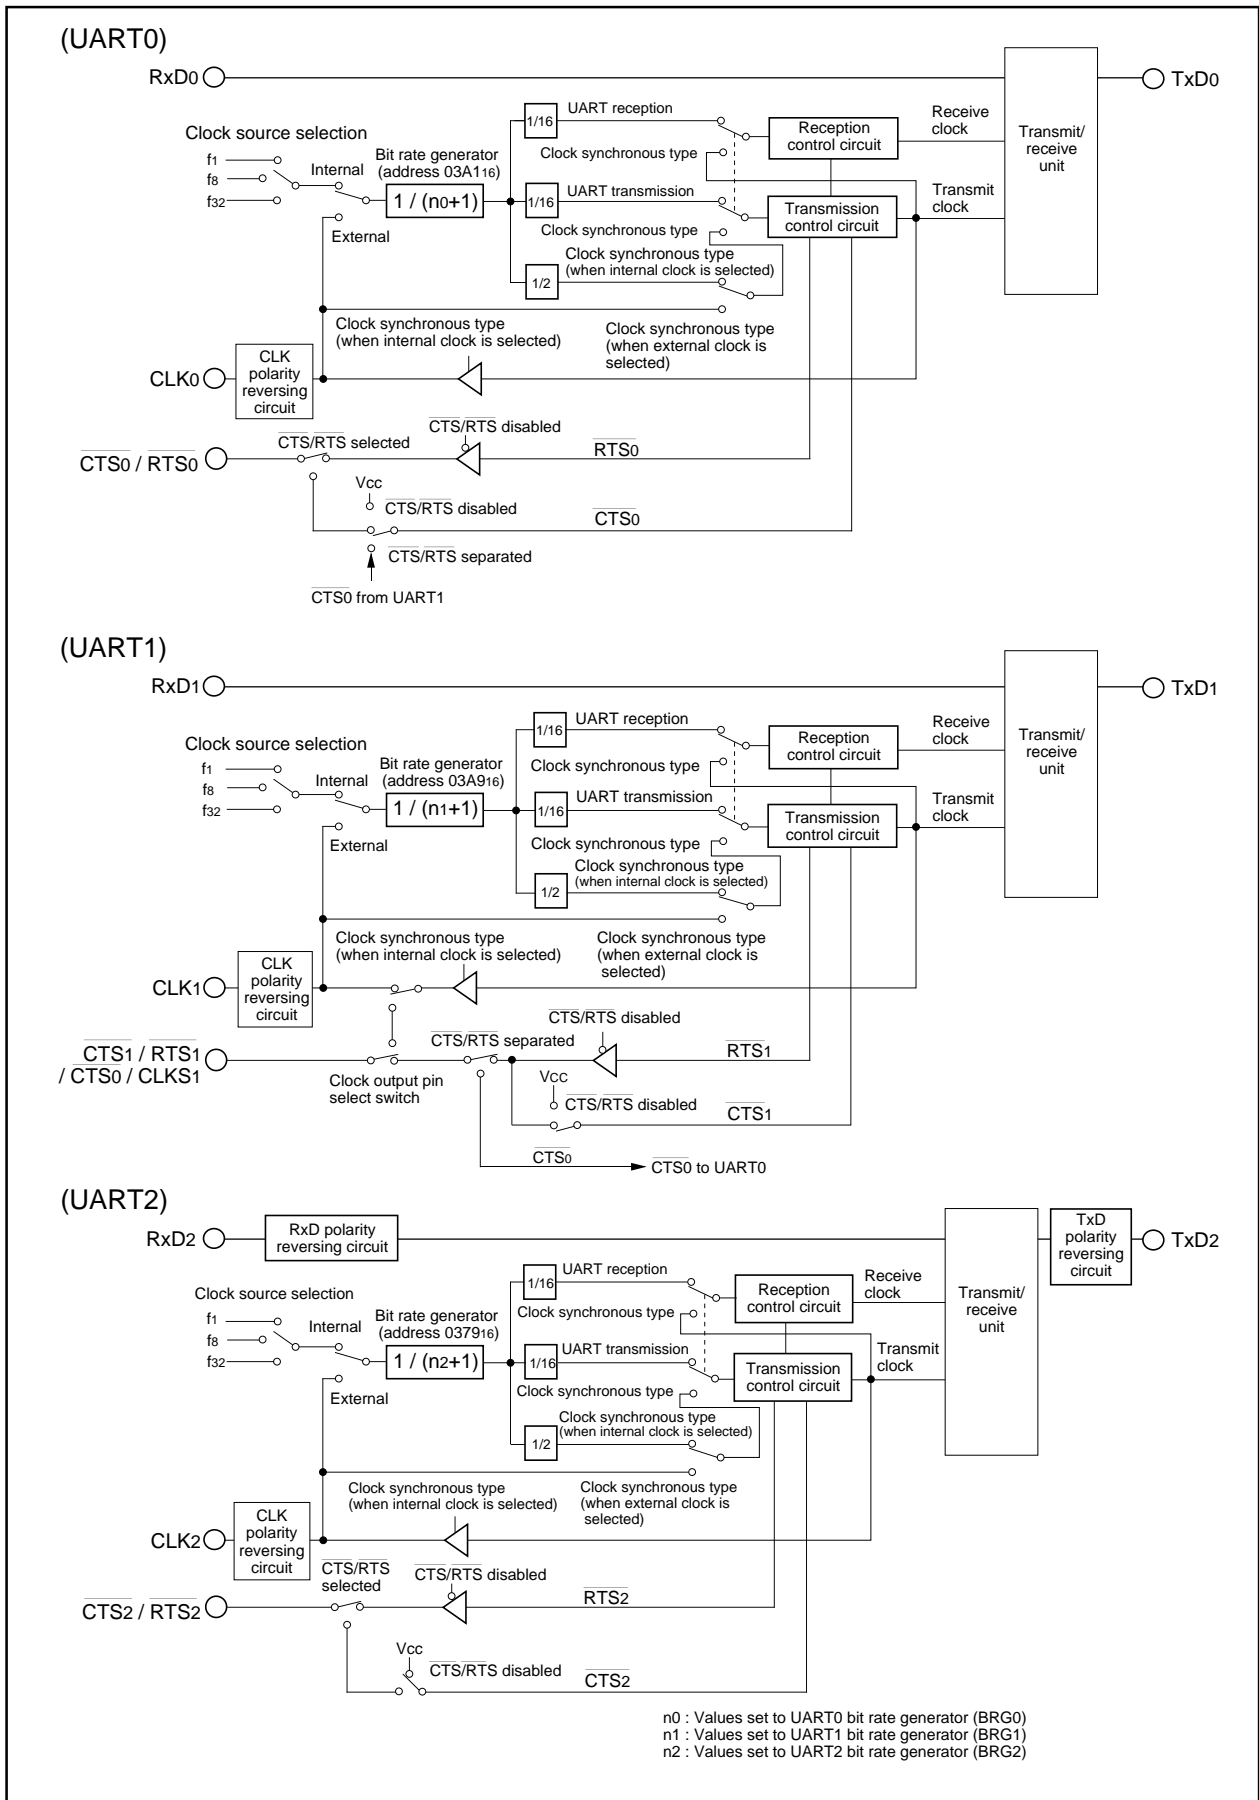 (UART0)
RxD0
TxD0
UART reception
1/16
Receive
clock
Reception
control circuit
Transmit/
receive
unit
Clock source selection
Bit rate generator
(address 03A116)
Clock synchronous type
f1
f8
f32
Internal
1 / (n0+1)
1/16
UART transmission
Transmission
control circuit
Transmit
clock
External
Clock synchronous type
Clock synchronous type
(when internal clock is selected)
1/2
Clock synchronous type
(when internal clock is selected)
Clock synchronous type
(when external clock is
selected)
CLK0
CLK
polarity
reversing
circuit
CTS/RTS disabled
CTS/RTS selected
CTS0 / RTS0
RTS0
Vcc
CTS/RTS disabled
CTS0
CTS/RTS separated
CTS0 from UART1
(UART1)
RxD1
TxD1
UART reception
1/16
Receive
clock
Reception
control circuit
Transmit/
receive
unit
Clock source selection
Bit rate generator
(address 03A916)
Clock synchronous type
f1
f8
f32
Internal
1 / (n1+1)
1/16
UART transmission
Transmission
control circuit
Transmit
clock
External
Clock synchronous type
Clock synchronous type
(when internal clock is selected)
1/2
Clock synchronous type
(when internal clock is selected)
Clock synchronous type
(when external clock is
selected)
CLK1
CLK
polarity
reversing
circuit
CTS/RTS disabled
CTS/RTS separated
CTS1 / RTS1
/ CTS0 / CLKS1
RTS1
Clock output pin
select switch
VCC
CTS/RTS disabled
CTS1
CTS0
CTS0 to UART0
(UART2)
RxD2
RxD polarity
reversing circuit
TxD
polarity
reversing
circuit
TxD2
UART reception
1/16
Receive
clock
Reception
control circuit
Transmit/
receive
unit
Clock source selection
Bit rate generator
(address 037916)
Clock synchronous type
f1
f8
f32
Internal
1 / (n2+1)
1/16
UART transmission
Transmission
control circuit
Transmit
clock
External
Clock synchronous type
Clock synchronous type
(when internal clock is selected)
1/2
Clock synchronous type
(when internal clock is selected)
Clock synchronous type
(when external clock is
selected)
CLK2
CLK
polarity
reversing
circuit
CTS/RTS
selected
CTS/RTS disabled
CTS2 / RTS2
RTS2
Vcc
CTS/RTS disabled
CTS2
n0 : Values set to UART0 bit rate generator (BRG0)
n1 : Values set to UART1 bit rate generator (BRG1)
n2 : Values set to UART2 bit rate generator (BRG2)